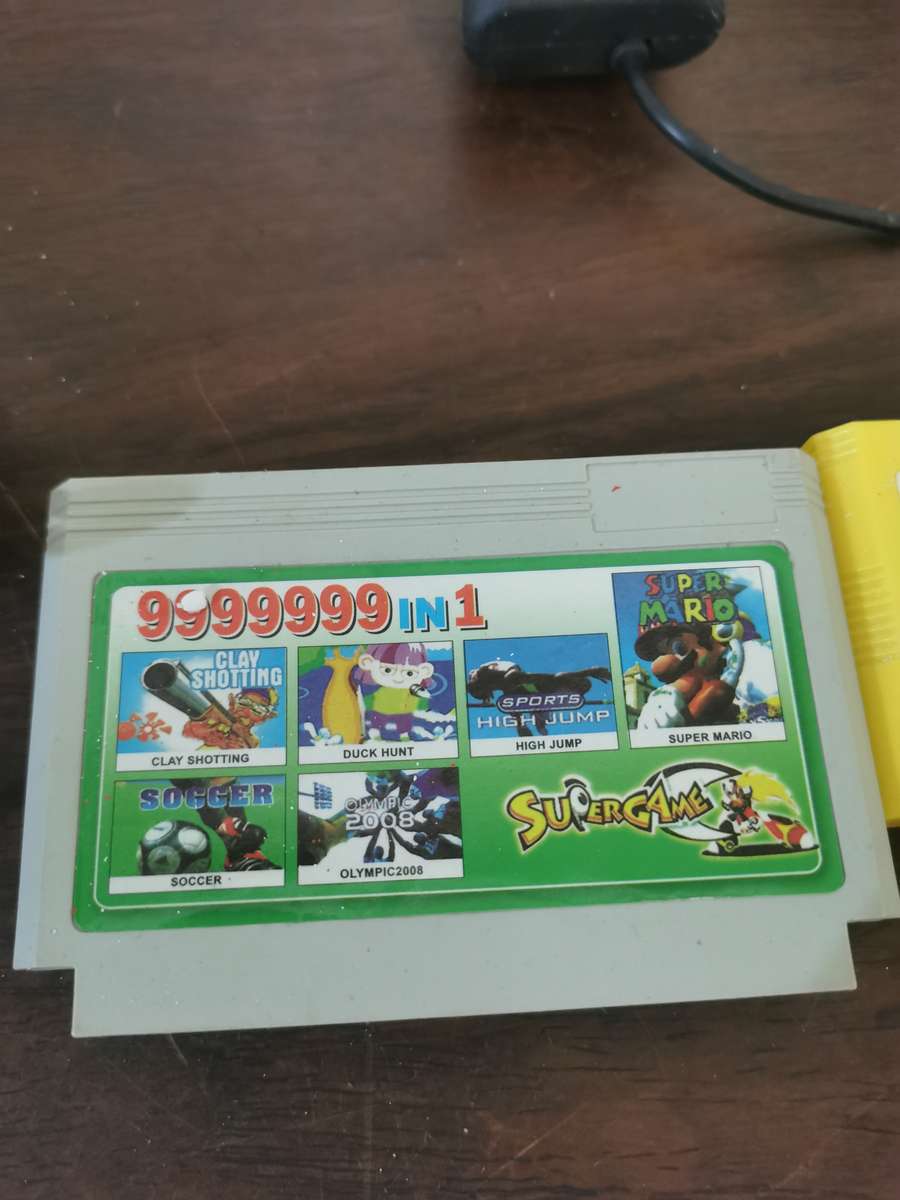 9999999 IN 1
SUPER
MARIO
CLAY
SHOTTING
SPORTS
HIGH JUMP
CLAY SHOTTING
DUCK HUNT
HIGH JUMP
SUPER MARIO
SOCCER
OLYMPIC
2008
SUPERGAME
SOCCER
OLYMPIC2008